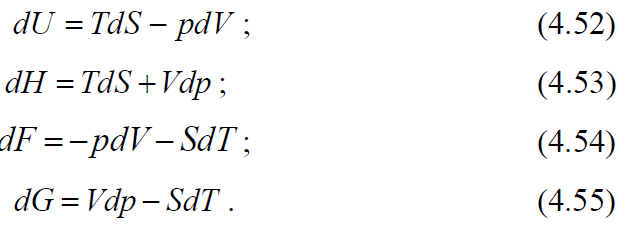 dU = TdS − pdV ; (4.52)
dH = TdS + Vdp ; (4.53)
dF = −pdV − SdT ; (4.54)
dG = Vdp − SdT . (4.55)